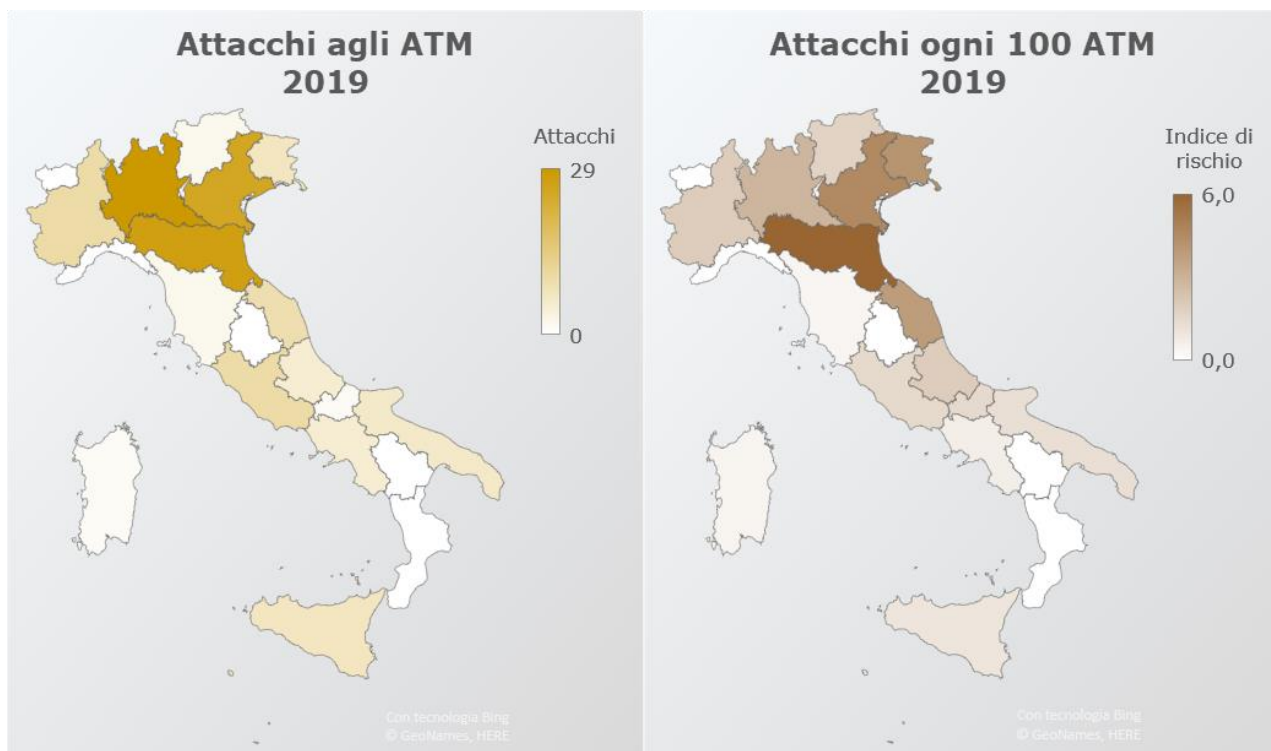 Attacchi agli ATM
2019
Attacchi
29
0
Con tecnologia Bing
© GeoNames, HERE
Attacchi ogni 100 ATM
2019
Indice di
rischio
6,0
0,0
Con tecnologia Bing
© GeoNames, HERE